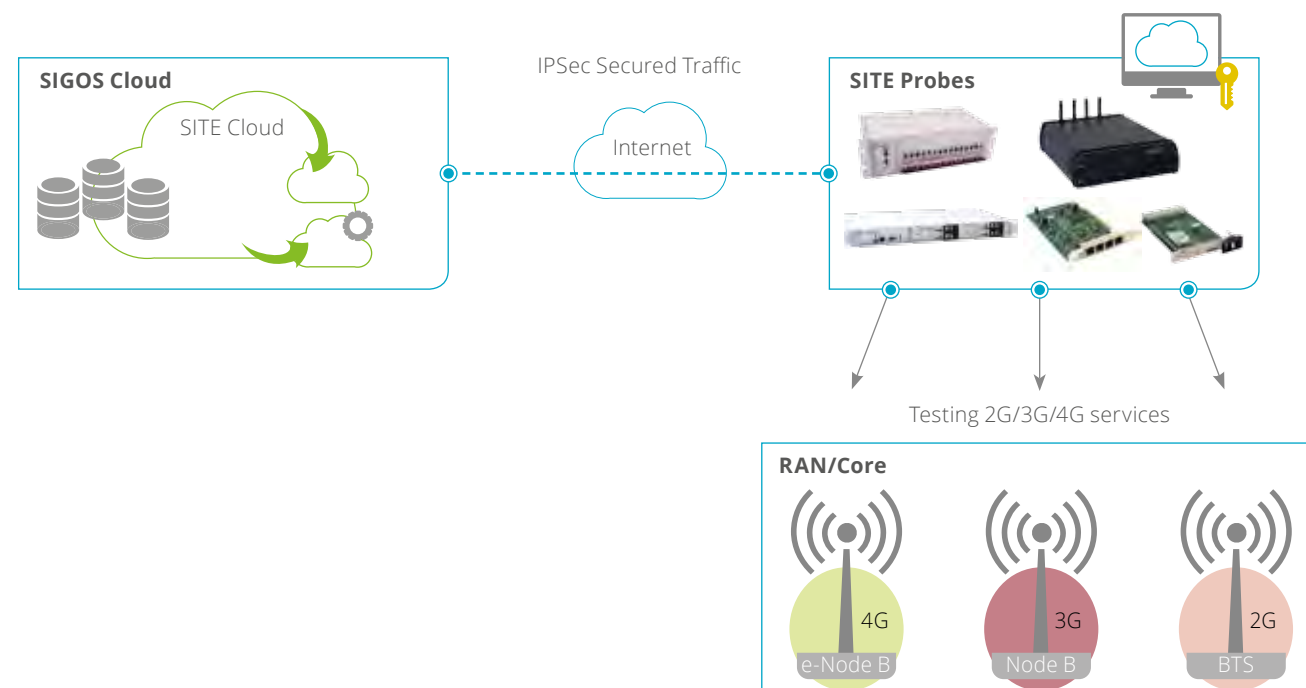 SIGOS Cloud
SITE Cloud
IPSec Secured Traffic
Internet
SITE Probes
Testing 2G/3G/4G services
RAN/Core
4G
e-Node B
3G
Node B
2G
BTS